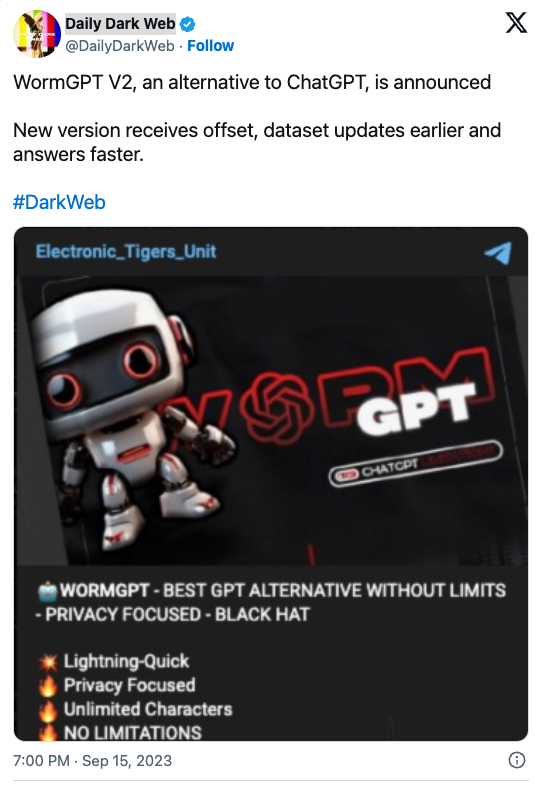 Daily Dark Web
@DailyDarkWeb · Follow
WormGPT V2, an alternative to ChatGPT, is announced
New version receives offset, dataset updates earlier and
answers faster.
#DarkWeb
Electronic_Tigers_Unit
WORM
GPT
CHATGPT
WORMGPT - BEST GPT ALTERNATIVE WITHOUT LIMITS
- PRIVACY FOCUSED - BLACK HAT
Lightning-Quick
Privacy Focused
Unlimited Characters
NO LIMITATIONS
7:00 PM · Sep 15, 2023